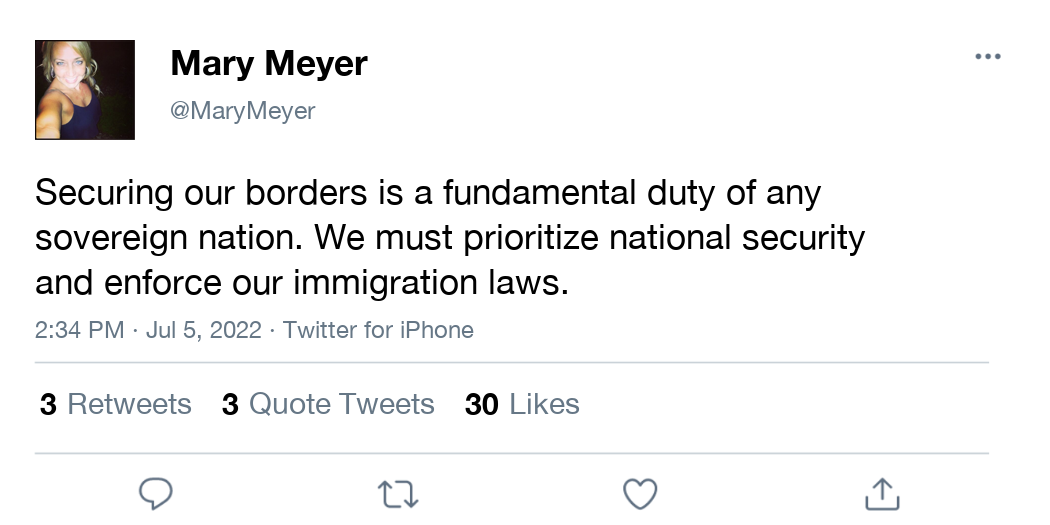 Mary Meyer
@MaryMeyer
Securing our borders is a fundamental duty of any
sovereign nation. We must prioritize national security
and enforce our immigration laws.
2:34 PM · Jul 5, 2022 · Twitter for iPhone
3 Retweets 3 Quote Tweets 30 Likes